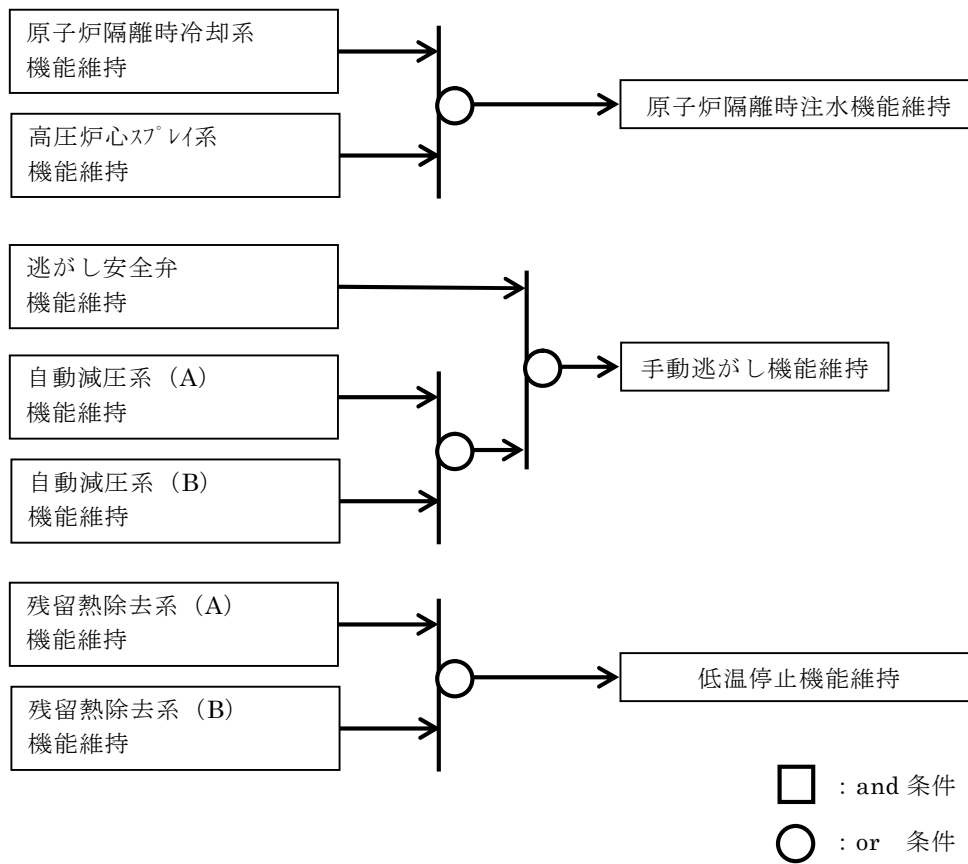 原子炉隔離時冷却系
機能維持
原子炉隔離時注水機能維持
高圧炉心ｽﾌﾟﾚｲ系
機能維持
逃がし安全弁
機能維持
手動逃がし機能維持
自動減圧系（A）
機能維持
自動減圧系（B）
機能維持
残留熱除去系（A）
機能維持
低温停止機能維持
残留熱除去系（B）
機能維持
：and 条件
：or　条件